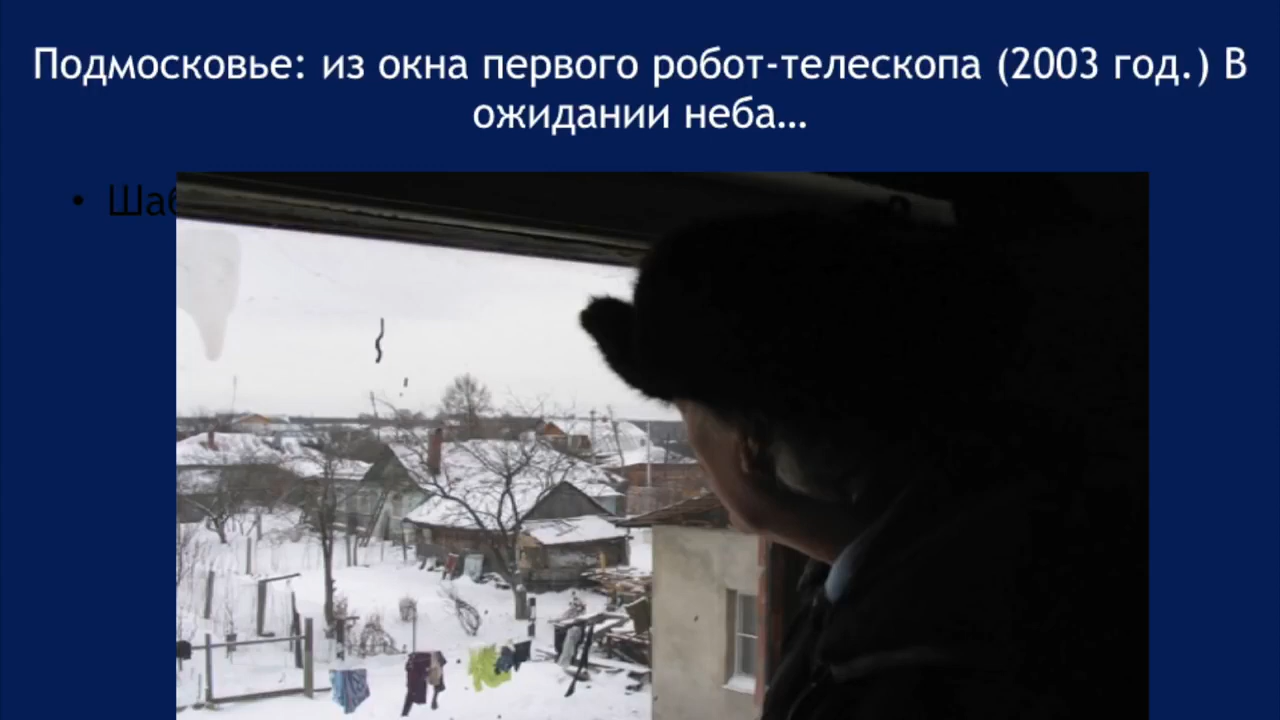 Подмосковье: из окна первого робот-телескопа (2003 год.) В
ожидании неба…